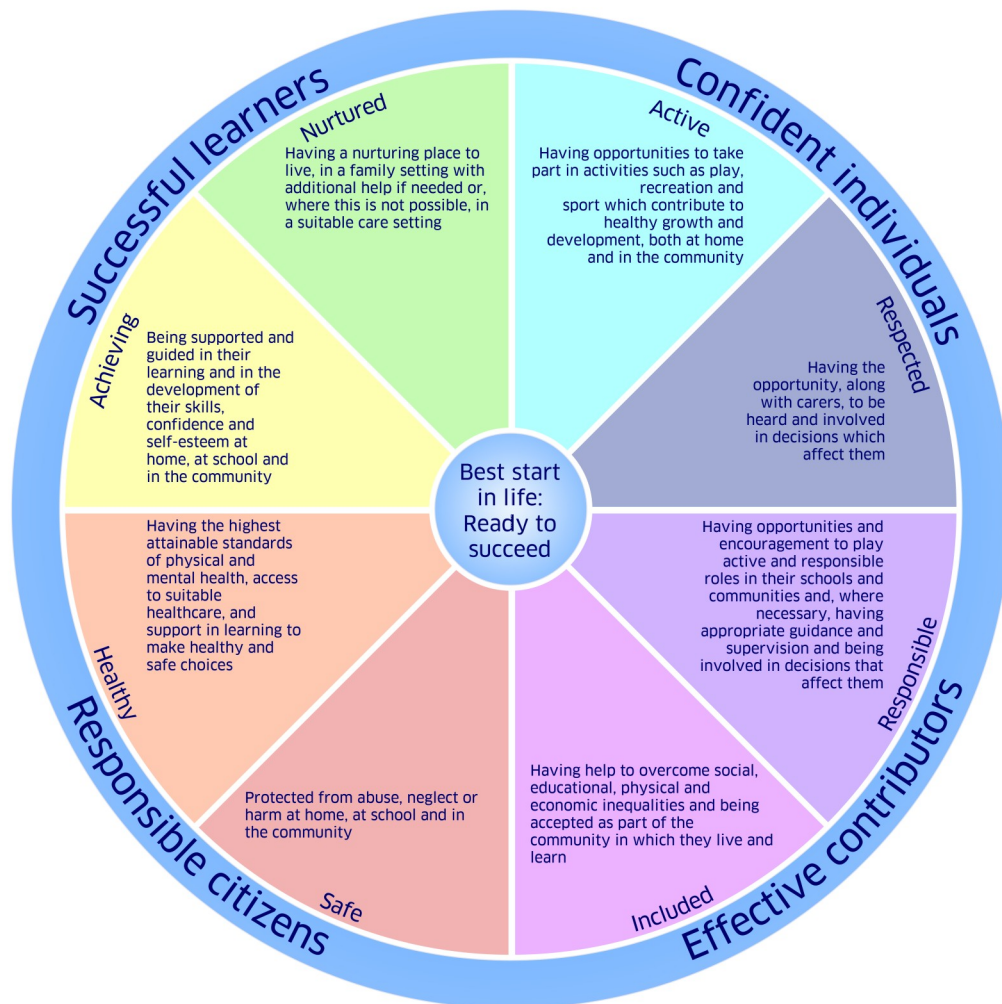 Successful learners
Confident individuals
Nurtured
Having a nurturing place to
live, in a family setting with
additional help if needed or,
where this is not possible, in
a suitable care setting
Active
Having opportunities to take
part in activities such as play,
recreation and
sport which contribute to
healthy growth and
development, both at home
and in the community
Achieving
Being supported and
guided in their
learning and in the
development of
their skills,
confidence and
self-esteem at
home, at school and
in the community
Respected
Having the
opportunity, along
with carers, to be
heard and involved
in decisions which
affect them
Best start
in life:
Ready to
succeed
Healthy
Having the highest
attainable standards
of physical and
mental health, access
to suitable
healthcare, and
support in learning to
make healthy and
safe choices
Responsible
Having opportunities and
encouragement to play
active and responsible
roles in their schools and
communities and, where
necessary, having
appropriate guidance and
supervision and being
involved in decisions that
affect them
Protected from abuse, neglect or
harm at home, at school and in
the community
Safe
Having help to overcome social,
educational, physical and
economic inequalities and being
accepted as part of the
community in which they live and
learn
Included
Responsible citizens
Effective contributors